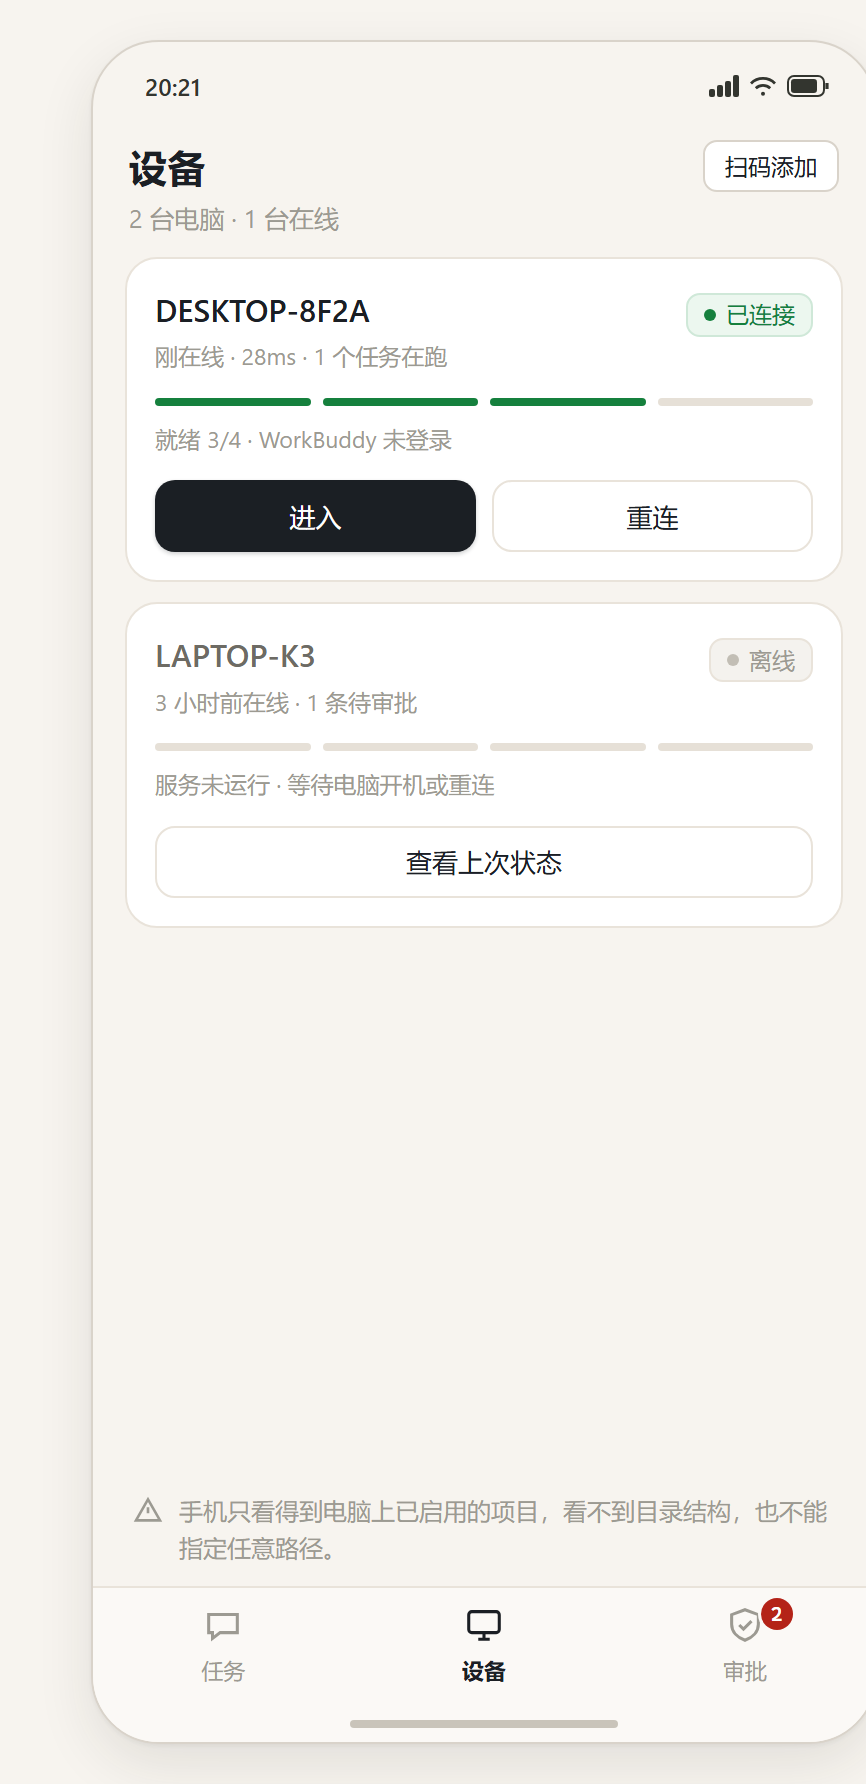 20:21
设备
扫码添加
2 台电脑 · 1 台在线
DESKTOP-8F2A
已连接
刚在线 · 28ms · 1 个任务在跑
就绪 3/4 · WorkBuddy 未登录
进入
重连
LAPTOP-K3
离线
3 小时前在线 · 1 条待审批
服务未运行 · 等待电脑开机或重连
查看上次状态
手机只看得到电脑上已启用的项目，看不到目录结构，也不能
指定任意路径。
2
任务
设备
审批